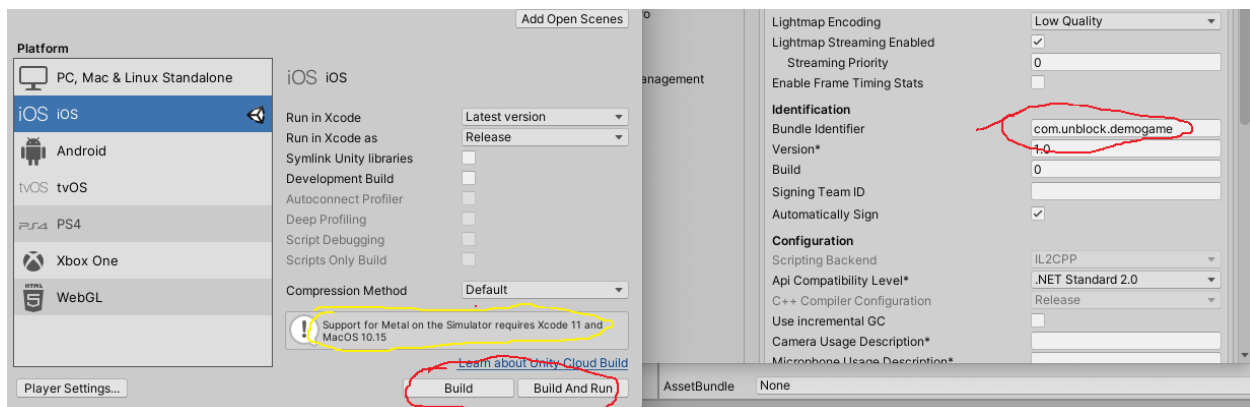 Add Open Scenes
Platform
PC, Mac & Linux Standalone
iOS iOS
Android
tvOS tvOS
PS4 PS4
Xbox One
HTML 5 WebGL
iOS iOS
Run in Xcode Latest version
Run in Xcode as Release
Symlink Unity libraries
Development Build
Autoconnect Profiler
Deep Profiling
Script Debugging
Scripts Only Build
Compression Method Default
! Support for Metal on the Simulator requires Xcode 11 and
MacOS 10.15
Learn about Unity Cloud Build
Player Settings...
Build
Build And Run
Lightmap Encoding Low Quality
Lightmap Streaming Enabled
Streaming Priority 0
Enable Frame Timing Stats
Identification
Bundle Identifier com.unblock.demogame
Version* 1.0
Build 0
Signing Team ID
Automatically Sign
Configuration
Scripting Backend IL2CPP
Api Compatibility Level* .NET Standard 2.0
C++ Compiler Configuration Release
Use incremental GC
Camera Usage Description*
Microphone Usage Description*
AssetBundle None